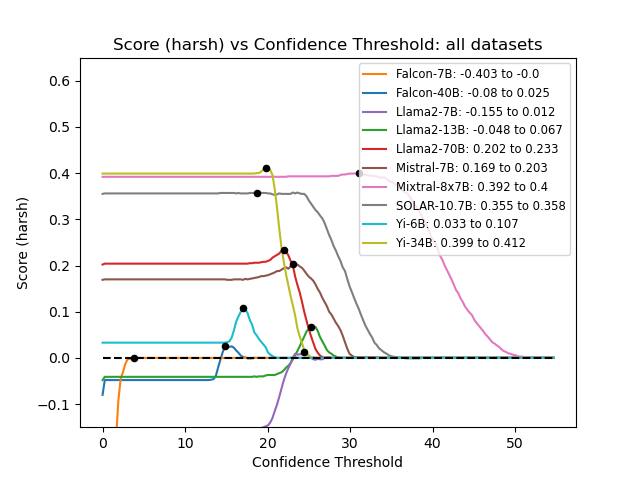 Score (harsh) vs Confidence Threshold: all datasets
Falcon-7B: -0.403 to -0.0
Falcon-40B: -0.08 to 0.025
Llama2-7B: -0.155 to 0.012
Llama2-13B: -0.048 to 0.067
Llama2-70B: 0.202 to 0.233
Mistral-7B: 0.169 to 0.203
Mixtral-8x7B: 0.392 to 0.4
SOLAR-10.7B: 0.355 to 0.358
Yi-6B: 0.033 to 0.107
Yi-34B: 0.399 to 0.412
Score (harsh)
0.6
0.5
0.4
0.3
0.2
0.1
0.0
−0.1
0 10 20 30 40 50
Confidence Threshold